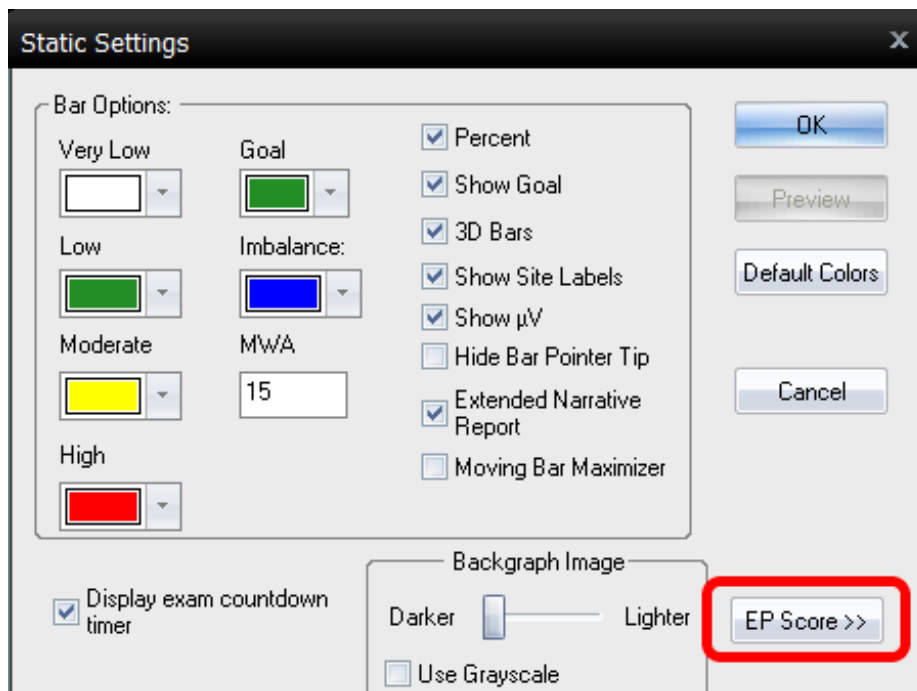 Static Settings x
Bar Options:
Very Low Goal
Low Imbalance:
Moderate MWA
15
High
Percent
Show Goal
3D Bars
Show Site Labels
Show µV
Hide Bar Pointer Tip
Extended Narrative
Report
Moving Bar Maximizer
OK
Preview
Default Colors
Cancel
Display exam countdown
timer
Backgraph Image
Darker Lighter
Use Grayscale
EP Score >>